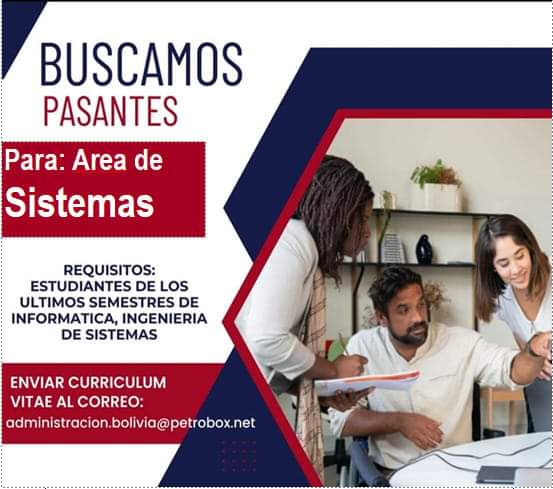 BUSCAMOS
PASANTES
Para: Area de
Sistemas
REQUISITOS:
ESTUDIANTES DE LOS
ULTIMOS SEMESTRES DE
INFORMATICA, INGENIERIA
DE SISTEMAS
ENVIAR CURRICULUM
VITAE AL CORREO:
administracion.bolivia@petrobox.net